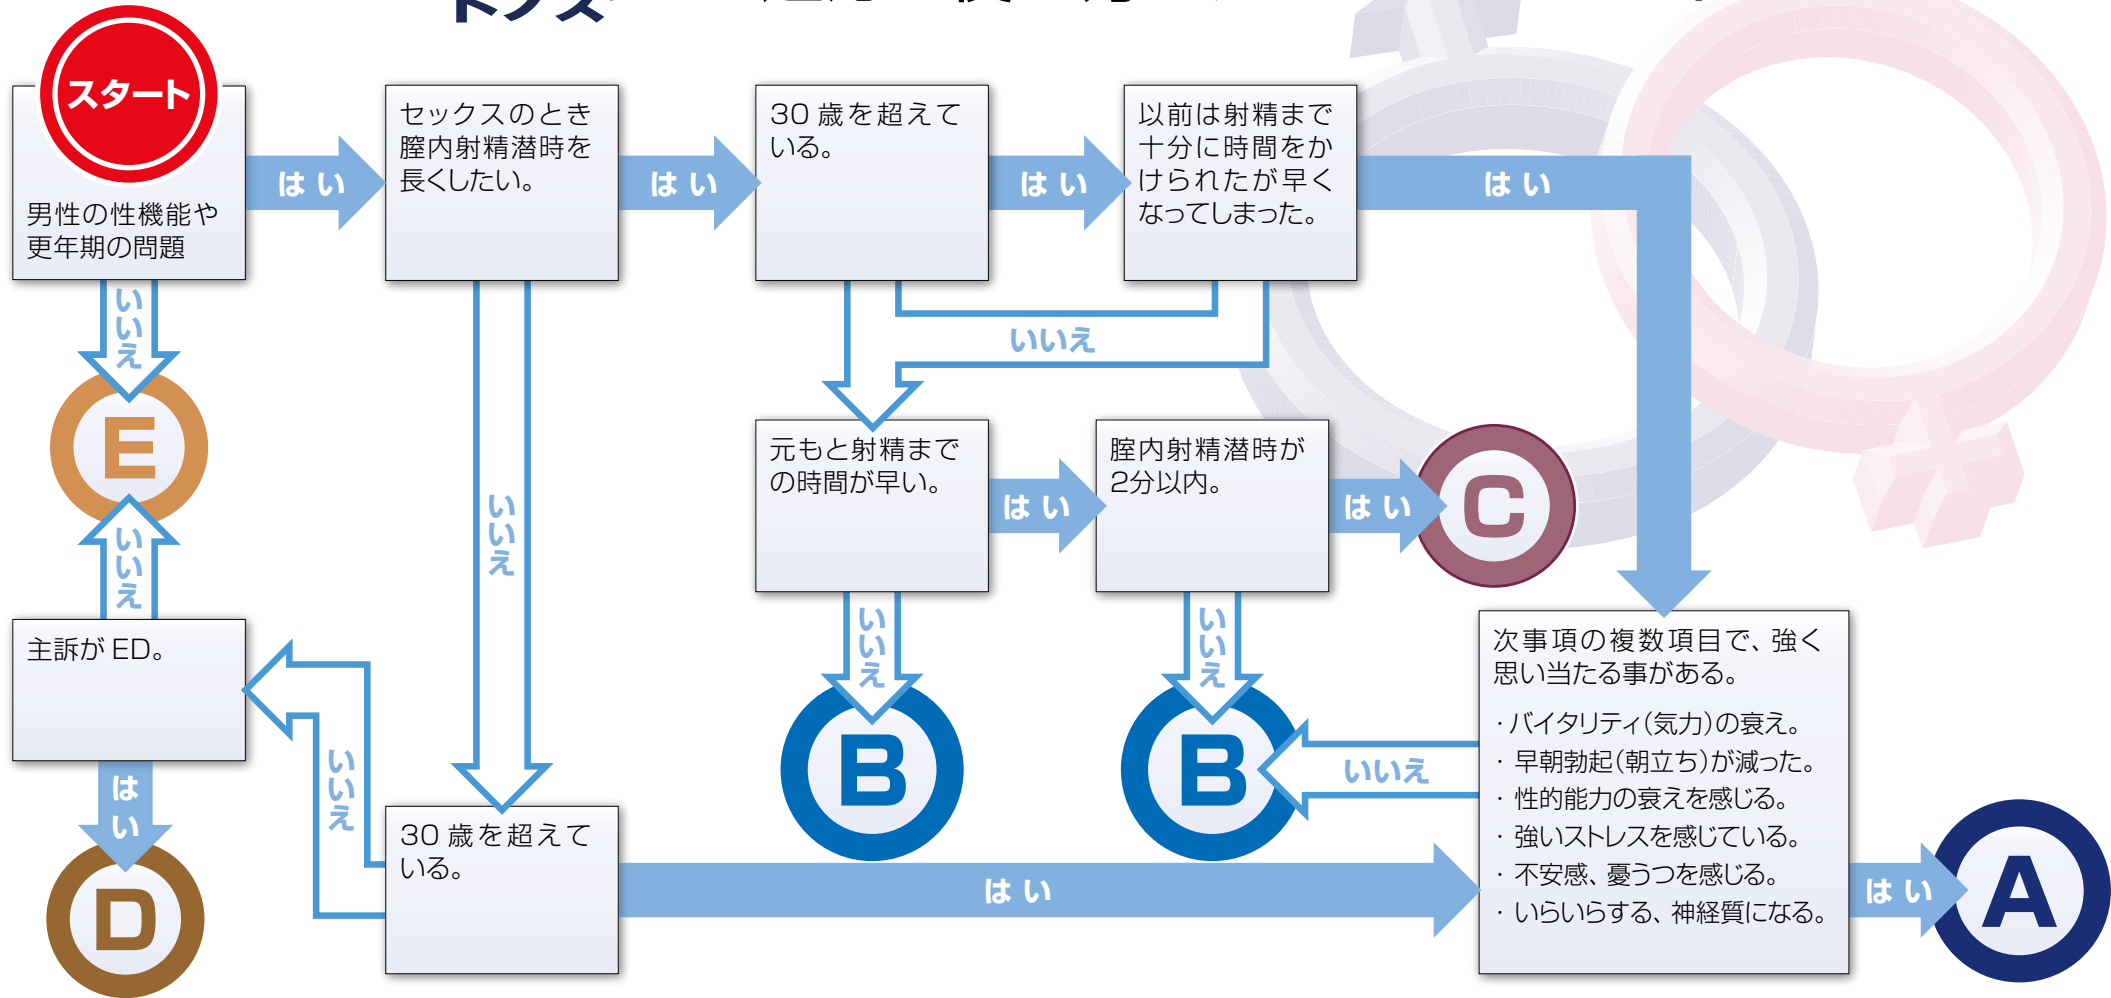 スタート
男性の性機能や
更年期の問題
はい
セックスのとき
膣内射精潜時を
長くしたい。
はい
30 歳を超えて
いる。
はい
以前は射精まで
十分に時間をか
けられたが早く
なってしまった。
はい
いいえ
いいえ
いいえ
E
元もと射精まで
の時間が早い。
はい
膣内射精潜時が
2分以内。
はい
C
いいえ
主訴が ED。
いいえ
はい
D
いいえ
B
いいえ
B
いいえ
30 歳を超えて
いる。
はい
次事項の複数項目で、強く
思い当たる事がある。
・バイタリティ(気力)の衰え。
・早朝勃起(朝立ち)が減った。
・性的能力の衰えを感じる。
・強いストレスを感じている。
・不安感、憂うつを感じる。
・いらいらする、神経質になる。
はい
A